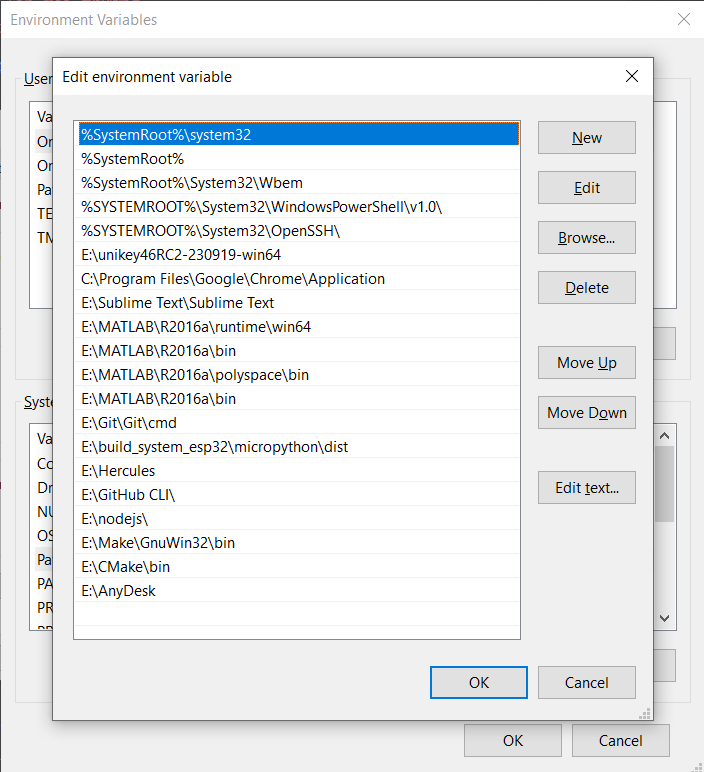 Environment Variables
Edit environment variable
User
Va
Or
Or
Pa
TE
TM
%SystemRoot%\system32
%SystemRoot%
%SystemRoot%\System32\Wbem
%SYSTEMROOT%\System32\WindowsPowerShell\v1.0\
%SYSTEMROOT%\System32\OpenSSH\
E:\unikey46RC2-230919-win64
C:\Program Files\Google\Chrome\Application
E:\Sublime Text\Sublime Text
E:\MATLAB\R2016a\runtime\win64
E:\MATLAB\R2016a\bin
E:\MATLAB\R2016a\polyspace\bin
E:\MATLAB\R2016a\bin
E:\Git\Git\cmd
E:\build_system_esp32\micropython\dist
E:\Hercules
E:\GitHub CLI\
E:\nodejs\
E:\Make\GnuWin32\bin
E:\CMake\bin
E:\AnyDesk
New
Edit
Browse...
Delete
Move Up
Move Down
Edit text...
Syste
Va
Co
Dr
NU
OS
Pa
PA
PR
OK
Cancel
OK
Cancel